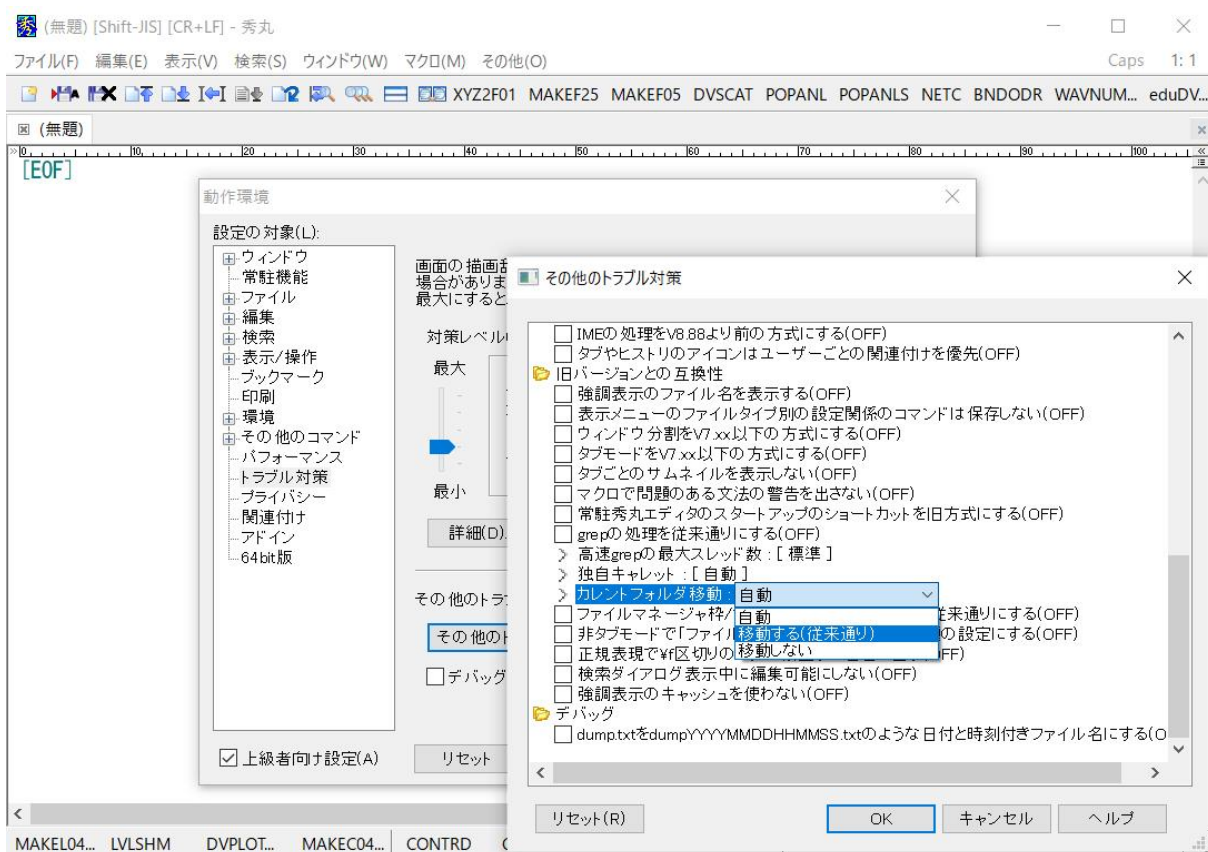 (無題) [Shift-JIS] [CR+LF] - 秀丸
ファイル(F) 編集(E) 表示(V) 検索(S) ウィンドウ(W) マクロ(M) その他(O) Caps 1: 1
XYZ2F01 MAKEF25 MAKEF05 DVSCAT POPANL POPANLS NETC BNDODR WAVNUM... eduDV...
(無題)
0 10 20 30 40 50 60 70 80 90 100
[EOF]
動作環境
設定の対象(L):
ウィンドウ
常駐機能
ファイル
編集
検索
表示/操作
ブックマーク
印刷
環境
その他のコマンド
パフォーマンス
トラブル対策
プライバシー
関連付け
アドイン
64bit版
上級者向け設定(A)
画面の描画
場合がありま
最大にすると
対策レベル
最大
最小
詳細(D)
その他のトラ
その他の
デバッグ
リセット
その他のトラブル対策
IMEの処理をV8.88より前の方式にする(OFF)
タブやヒストリのアイコンはユーザーごとの関連付けを優先(OFF)
旧バージョンとの互換性
強調表示のファイル名を表示する(OFF)
表示メニューのファイルタイプ別の設定関係のコマンドは保存しない(OFF)
ウィンドウ分割をV7.xx以下の方式にする(OFF)
タブモードをV7.xx以下の方式にする(OFF)
タブごとのサムネイルを表示しない(OFF)
マクロで問題のある文法の警告を出さない(OFF)
常駐秀丸エディタのスタートアップのショートカットを旧方式にする(OFF)
grepの処理を従来通りにする(OFF)
高速grepの最大スレッド数 : [ 標準 ]
独自キャレット : [ 自動 ]
カレントフォルダ移動 : 自動
自動
移動する(従来通り)
移動しない
ファイルマネージャ枠/ 来通りにする(OFF)
非タブモードで「ファイル の設定にする(OFF)
正規表現で¥f区切りの FF)
検索ダイアログ表示中に編集可能にしない(OFF)
強調表示のキャッシュを使わない(OFF)
デバッグ
dump.txtをdumpYYYYMMDDHHMMSS.txtのような日付と時刻付きファイル名にする(O
リセット(R) OK キャンセル ヘルプ
MAKEL04... LVLSHM DVPLOT... MAKEC04... CONTRD